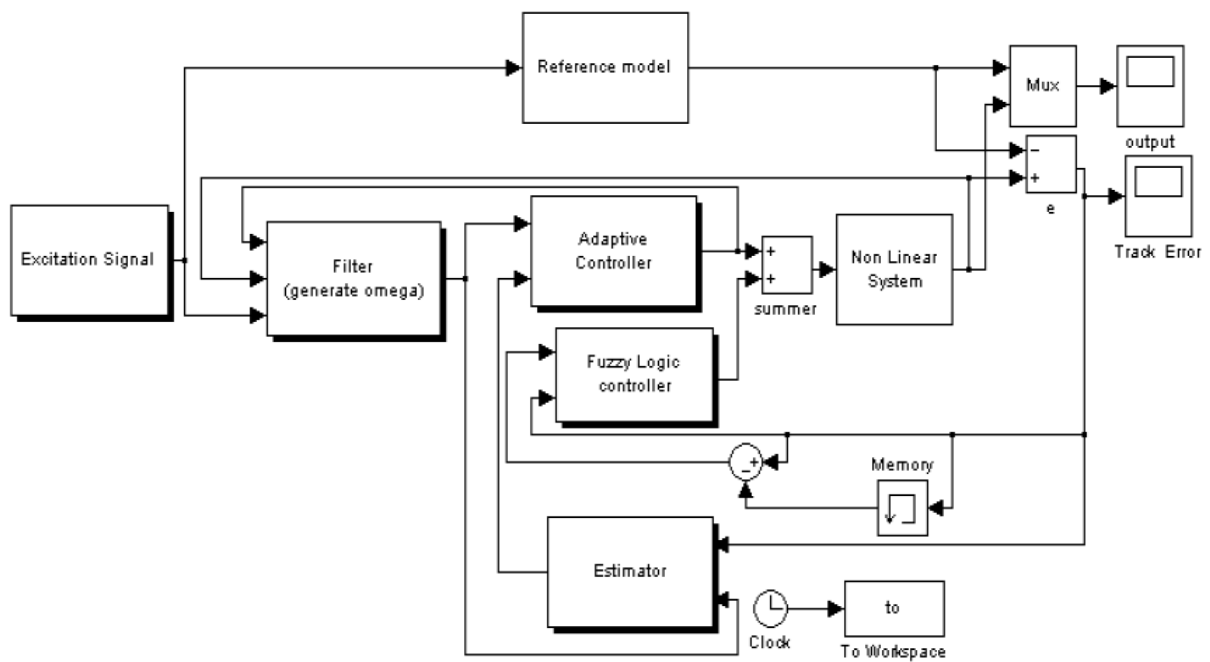 Reference model
Mux
output
−
+
e
Track Error
Excitation Signal
Filter
(generate omega)
Adaptive
Controller
+
+
summer
Non Linear
System
Fuzzy Logic
controller
−+
Memory
Estimator
Clock
to
To Workspace